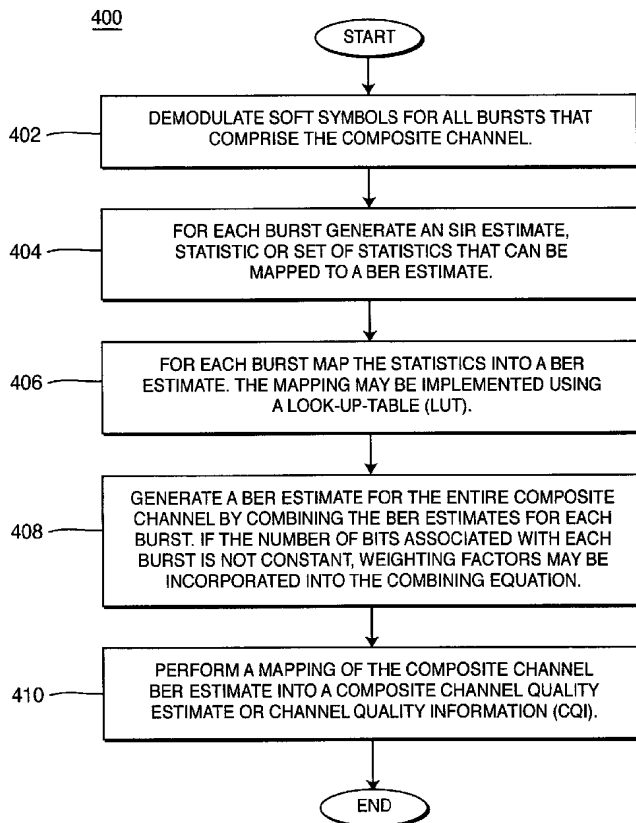 400
START
402
DEMODULATE SOFT SYMBOLS FOR ALL BURSTS THAT
COMPRISE THE COMPOSITE CHANNEL.
404
FOR EACH BURST GENERATE AN SIR ESTIMATE,
STATISTIC OR SET OF STATISTICS THAT CAN BE
MAPPED TO A BER ESTIMATE.
406
FOR EACH BURST MAP THE STATISTICS INTO A BER
ESTIMATE. THE MAPPING MAY BE IMPLEMENTED USING
A LOOK-UP-TABLE (LUT).
408
GENERATE A BER ESTIMATE FOR THE ENTIRE COMPOSITE
CHANNEL BY COMBINING THE BER ESTIMATES FOR EACH
BURST. IF THE NUMBER OF BITS ASSOCIATED WITH EACH
BURST IS NOT CONSTANT, WEIGHTING FACTORS MAY BE
INCORPORATED INTO THE COMBINING EQUATION.
410
PERFORM A MAPPING OF THE COMPOSITE CHANNEL
BER ESTIMATE INTO A COMPOSITE CHANNEL QUALITY
ESTIMATE OR CHANNEL QUALITY INFORMATION (CQI).
END